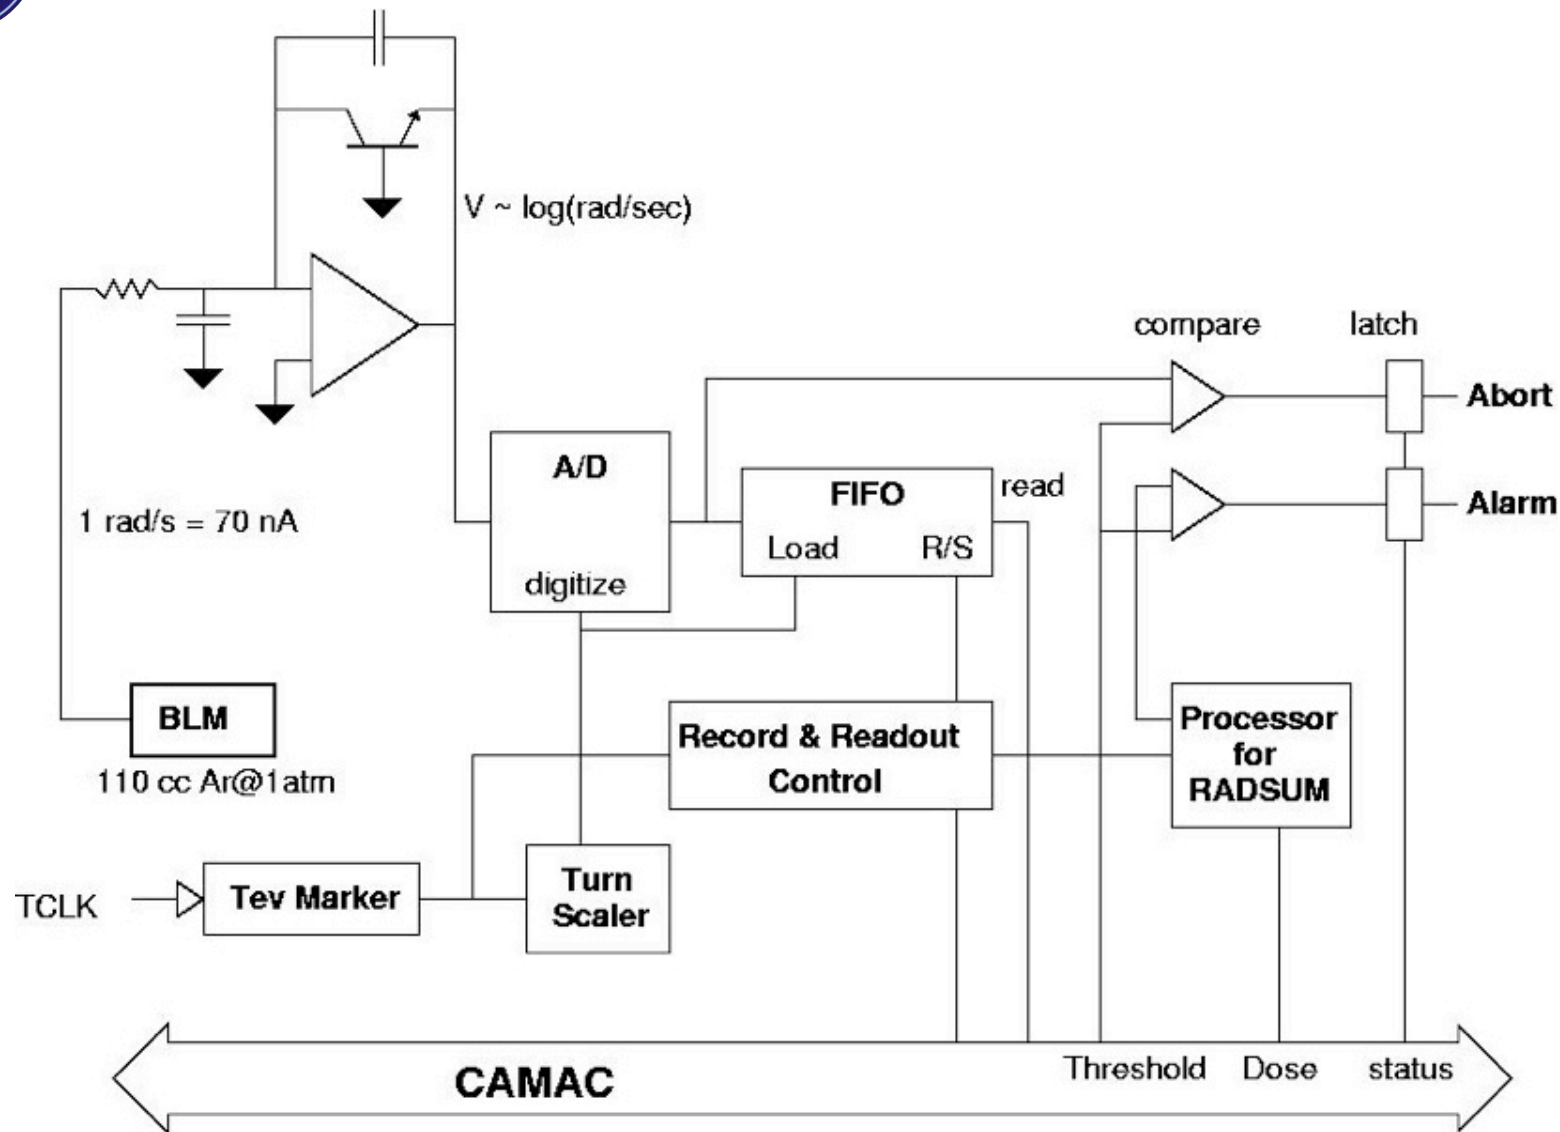 V ~ log(rad/sec)
compare
latch
Abort
A/D
FIFO
read
Alarm
1 rad/s = 70 nA
Load
R/S
digitize
BLM
Record & Readout
Control
Processor
for
RADSUM
110 cc Ar@1atm
TCLK
Tev Marker
Turn
Scaler
CAMAC
Threshold
Dose
status